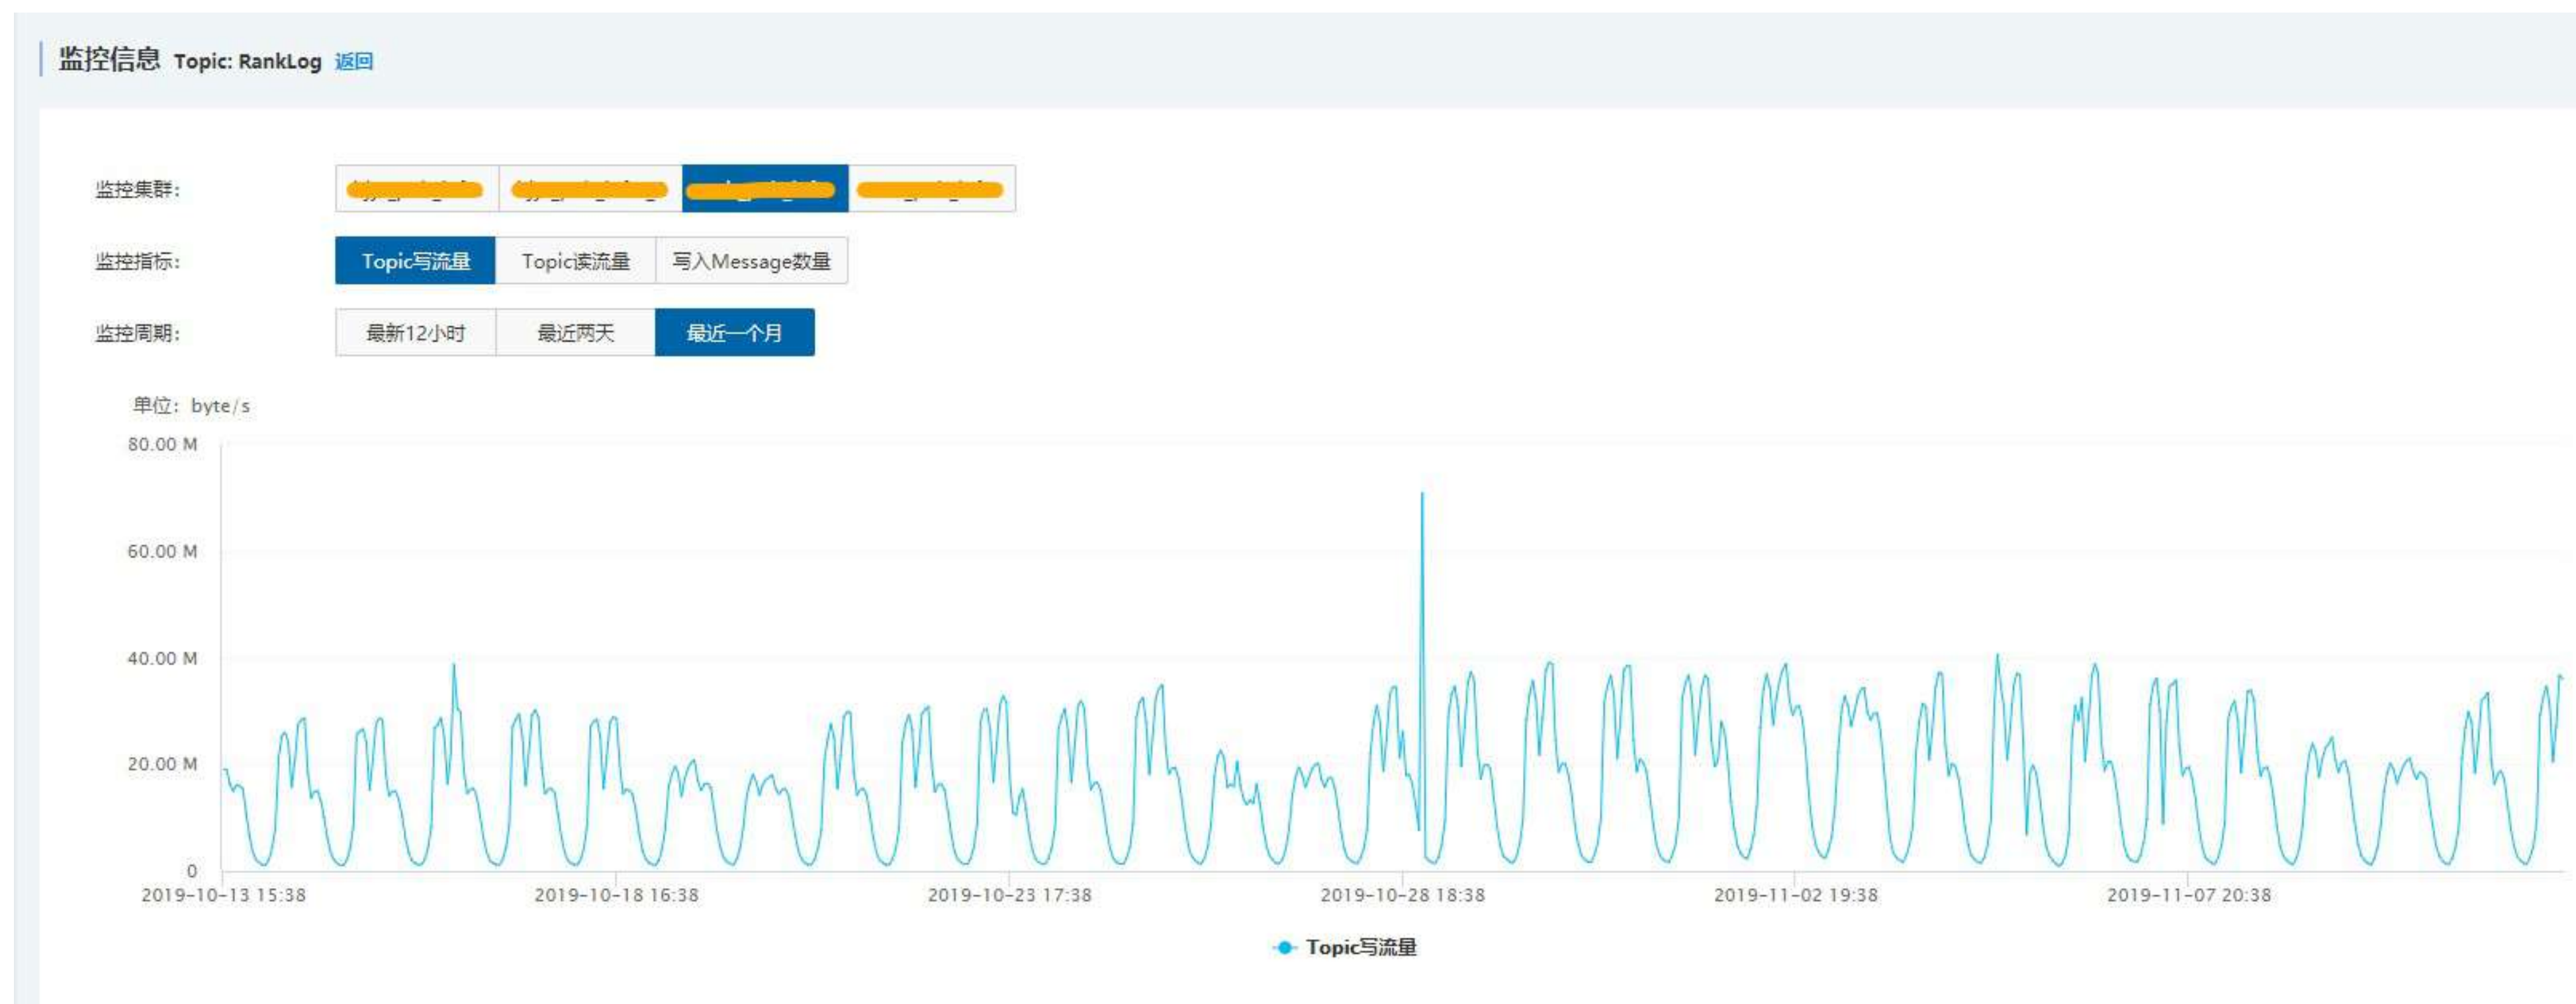 监控信息 Topic: RankLog 返回
监控集群:
监控指标: Topic写流量 Topic读流量 写入Message数量
监控周期: 最新12小时 最近两天 最近一个月
单位: byte/s
80.00 M
60.00 M
40.00 M
20.00 M
0
2019-10-13 15:38 2019-10-18 16:38 2019-10-23 17:38 2019-10-28 18:38 2019-11-02 19:38 2019-11-07 20:38
Topic写流量